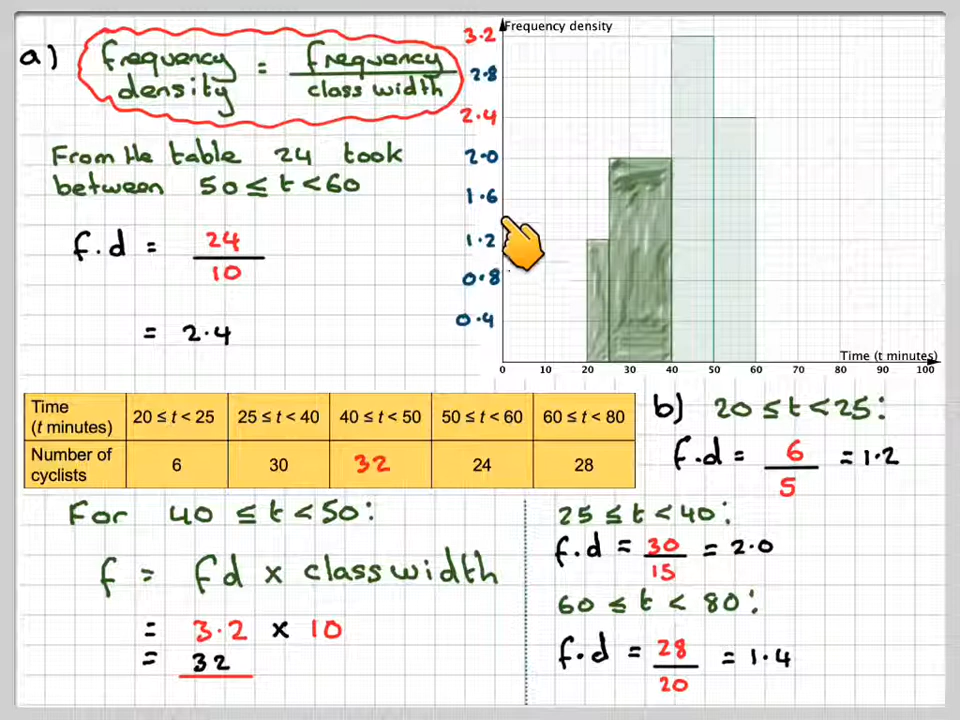 a) frequency density = frequency / class width
From the table 24 took
between 50 ≤ t < 60
f.d = 24 / 10
= 2.4
Frequency density
3.2
2.8
2.4
2.0
1.6
1.2
0.8
0.4
Time (t minutes)
0 10 20 30 40 50 60 70 80 90 100
Time (t minutes) 20 ≤ t < 25 25 ≤ t < 40 40 ≤ t < 50 50 ≤ t < 60 60 ≤ t < 80
Number of cyclists 6 30 32 24 28
For 40 ≤ t < 50:
f = fd x class width
= 3.2 x 10
= 32
b) 20 ≤ t < 25:
f.d = 6 / 5 = 1.2
25 ≤ t < 40:
f.d = 30 / 15 = 2.0
60 ≤ t < 80:
f.d = 28 / 20 = 1.4